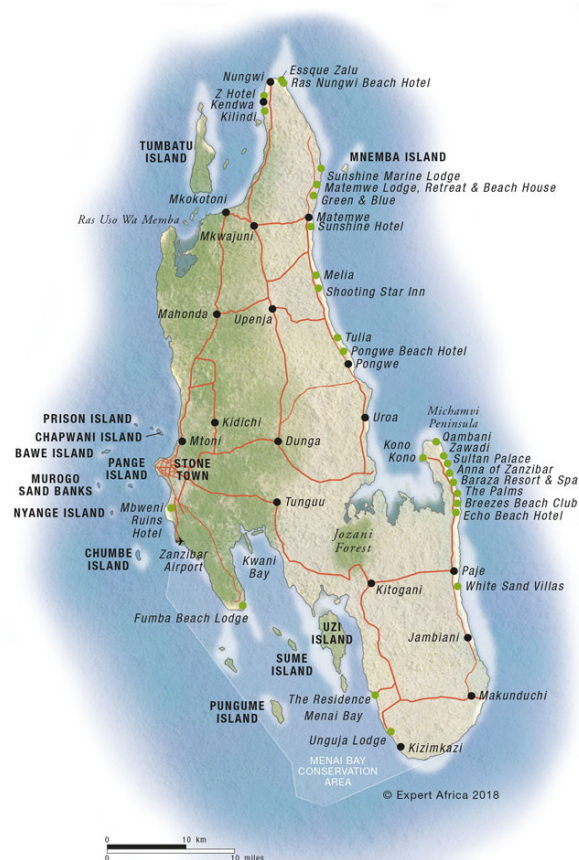 Essque Zalu
Nungwi
Ras Nungwi Beach Hotel
Z Hotel
Kendwa
Kilindi
TUMBATU
ISLAND
MNEMBA ISLAND
Sunshine Marine Lodge
Matemwe Lodge, Retreat & Beach House
Green & Blue
Mkokotoni
Ras Uso Wa Memba
Matemwe
Sunshine Hotel
Mkwajuni
Melia
Shooting Star Inn
Mahonda
Upenja
Tulia
Pongwe Beach Hotel
Pongwe
Michamvi
Peninsula
PRISON ISLAND
Kidichi
Uroa
CHAPWANI ISLAND
Mtoni
Dunga
Kono
Kono
Qambani
Zawadi
BAWE ISLAND
Sultan Palace
PANGE
ISLAND
STONE
TOWN
Anna of Zanzibar
MUROGO
SAND BANKS
Baraza Resort & Spa
The Palms
Breezes Beach Club
Echo Beach Hotel
NYANGE ISLAND
Mbweni
Ruins
Hotel
Tunguu
Jozani
Forest
CHUMBE
ISLAND
Zanzibar
Airport
Kwani
Bay
Paje
Kitogani
White Sand Villas
Fumba Beach Lodge
UZI
ISLAND
Jambiani
SUME
ISLAND
The Residence
Menai Bay
Makunduchi
PUNGUME
ISLAND
Unguja Lodge
Kizimkazi
MENAI BAY
CONSERVATION
AREA
© Expert Africa 2018
0 10 km
0 10 miles